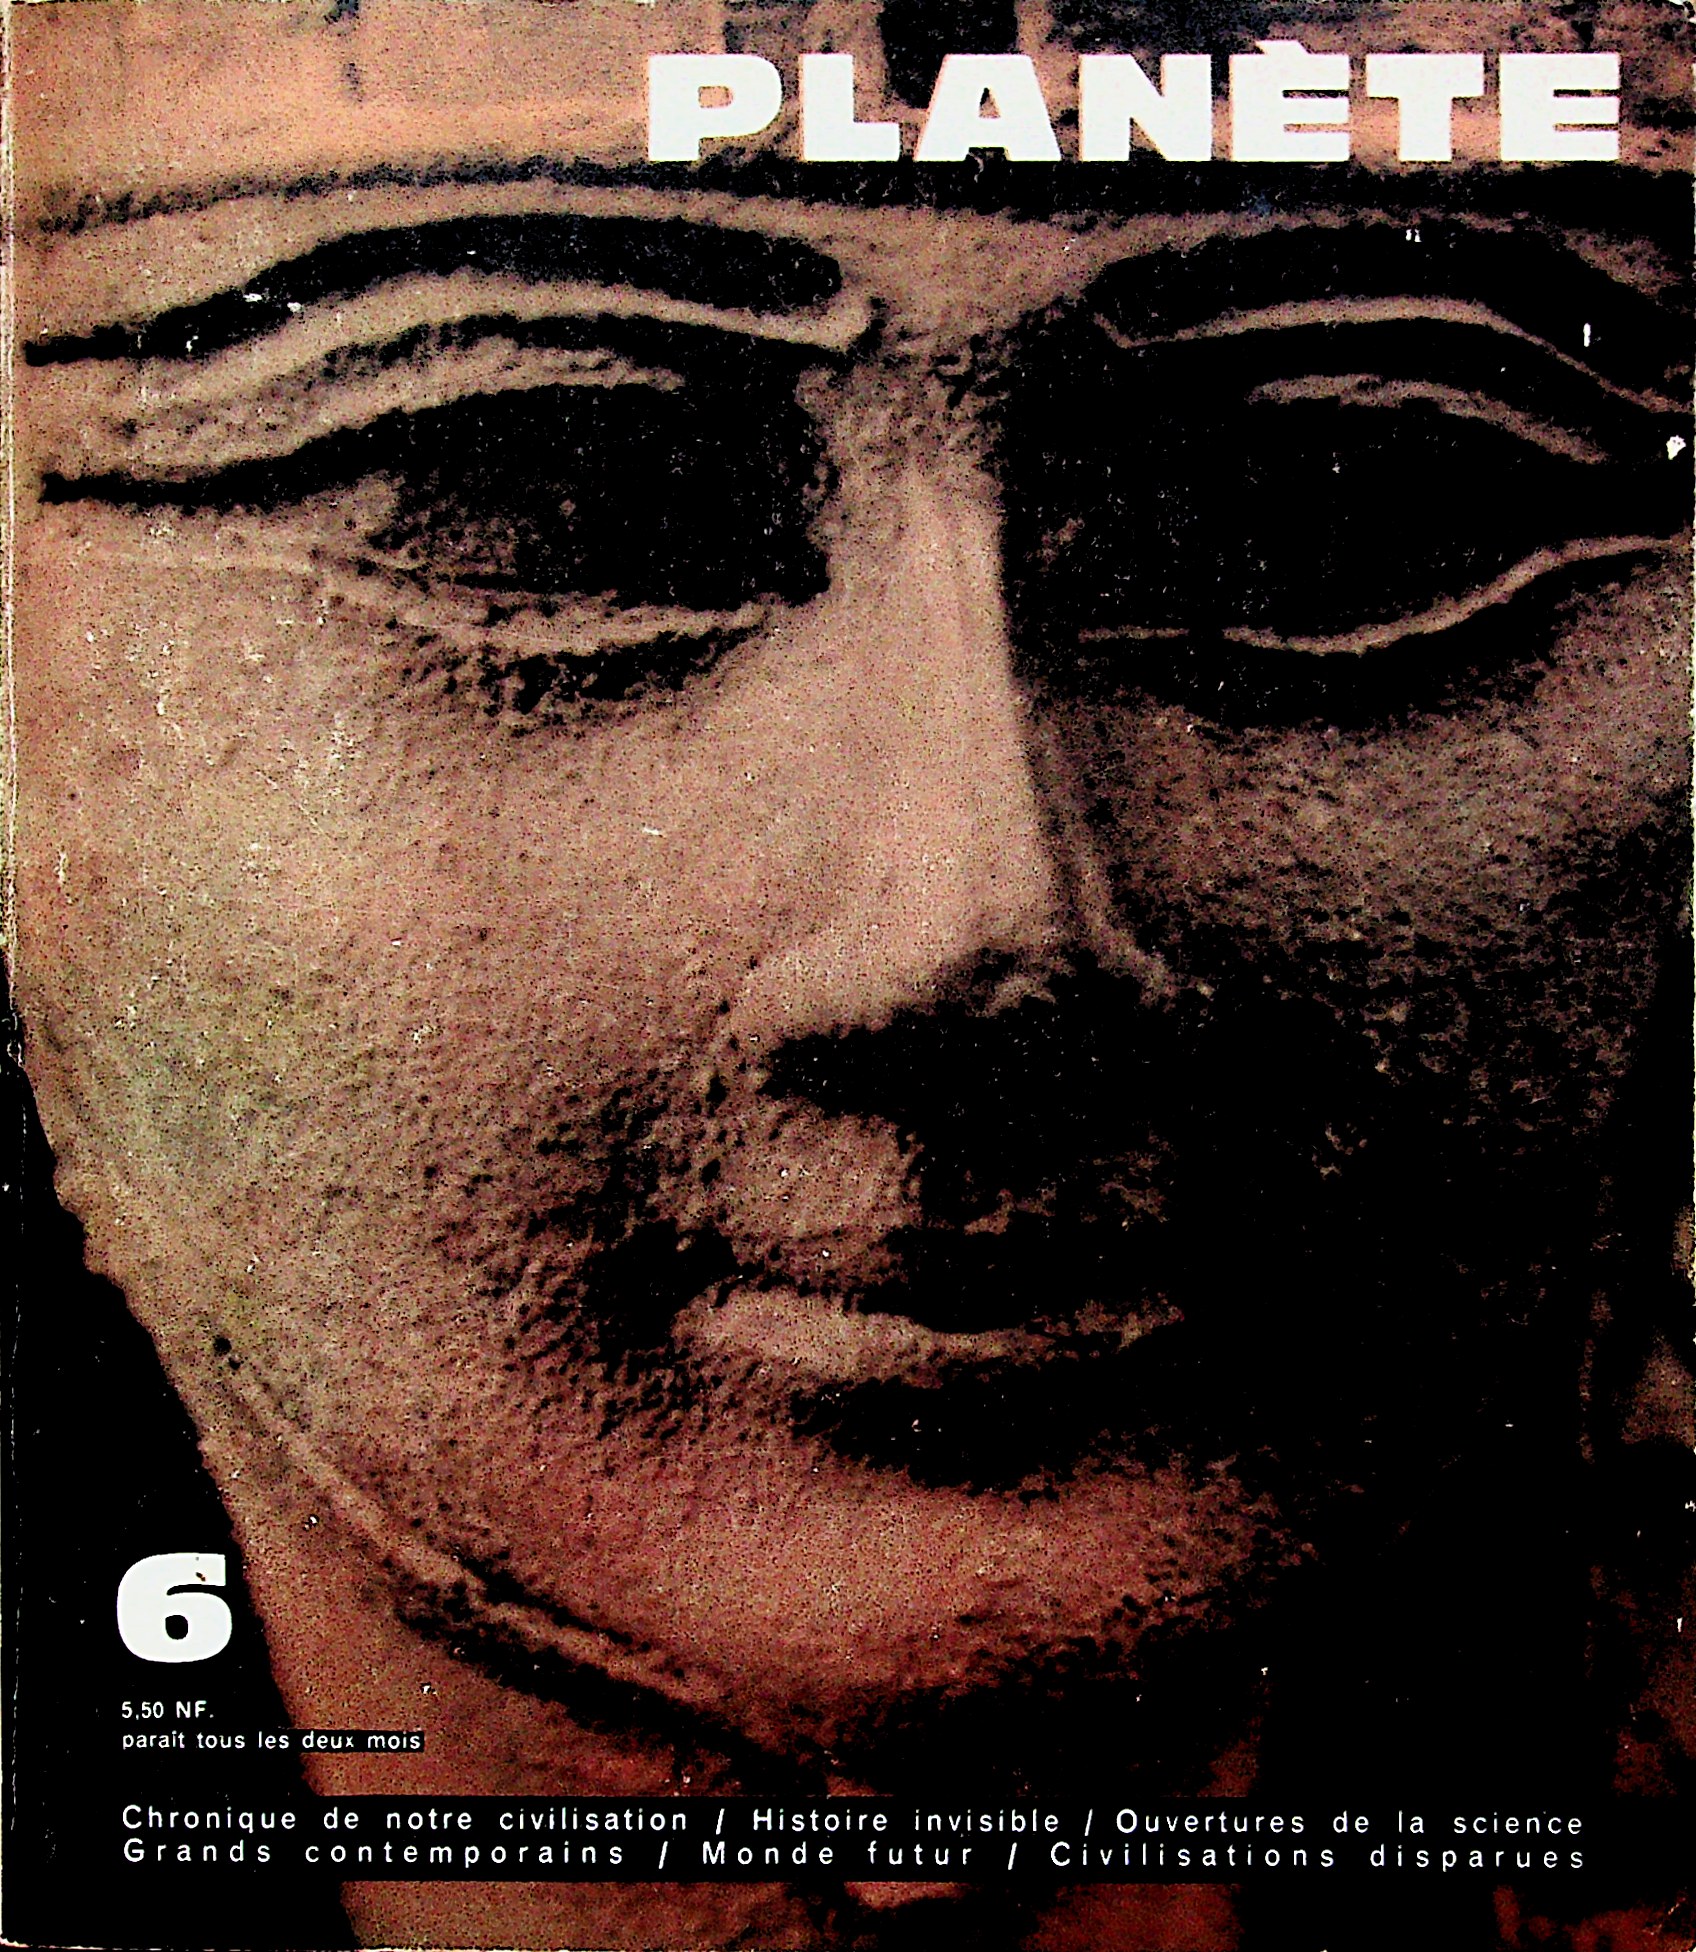 PLANÈTE
6
5,50 NF.
paraît tous les deux mois
Chronique de notre civilisation / Histoire invisible / Ouvertures de la science
Grands contemporains / Monde futur / Civilisations disparues